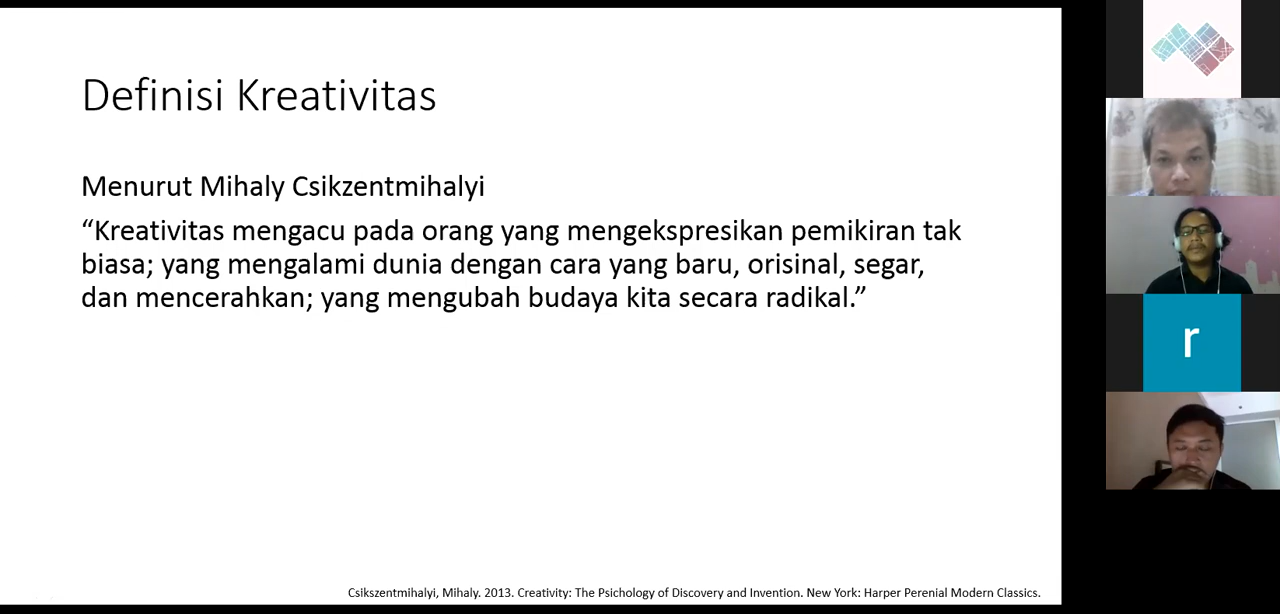 Definisi Kreativitas
Menurut Mihaly Csikzentmihalyi
“Kreativitas mengacu pada orang yang mengekspresikan pemikiran tak
biasa; yang mengalami dunia dengan cara yang baru, orisinal, segar,
dan mencerahkan; yang mengubah budaya kita secara radikal.”
Csikszentmihalyi, Mihaly. 2013. Creativity: The Psichology of Discovery and Invention. New York: Harper Perenial Modern Classics.
r